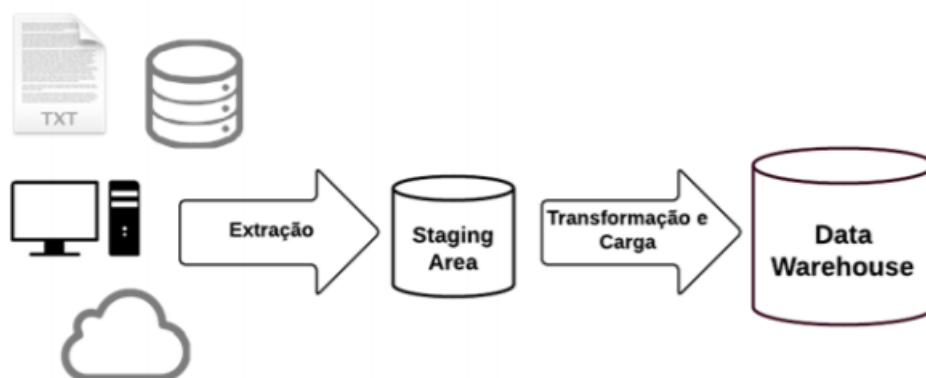 TXT
Extração
Staging
Area
Transformação e
Carga
Data
Warehouse